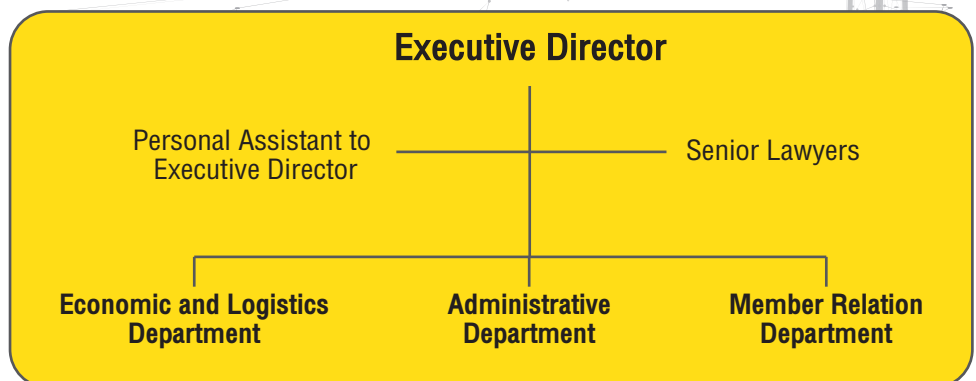 Executive Director
Personal Assistant to
Executive Director
Senior Lawyers
Economic and Logistics
Department
Administrative
Department
Member Relation
Department